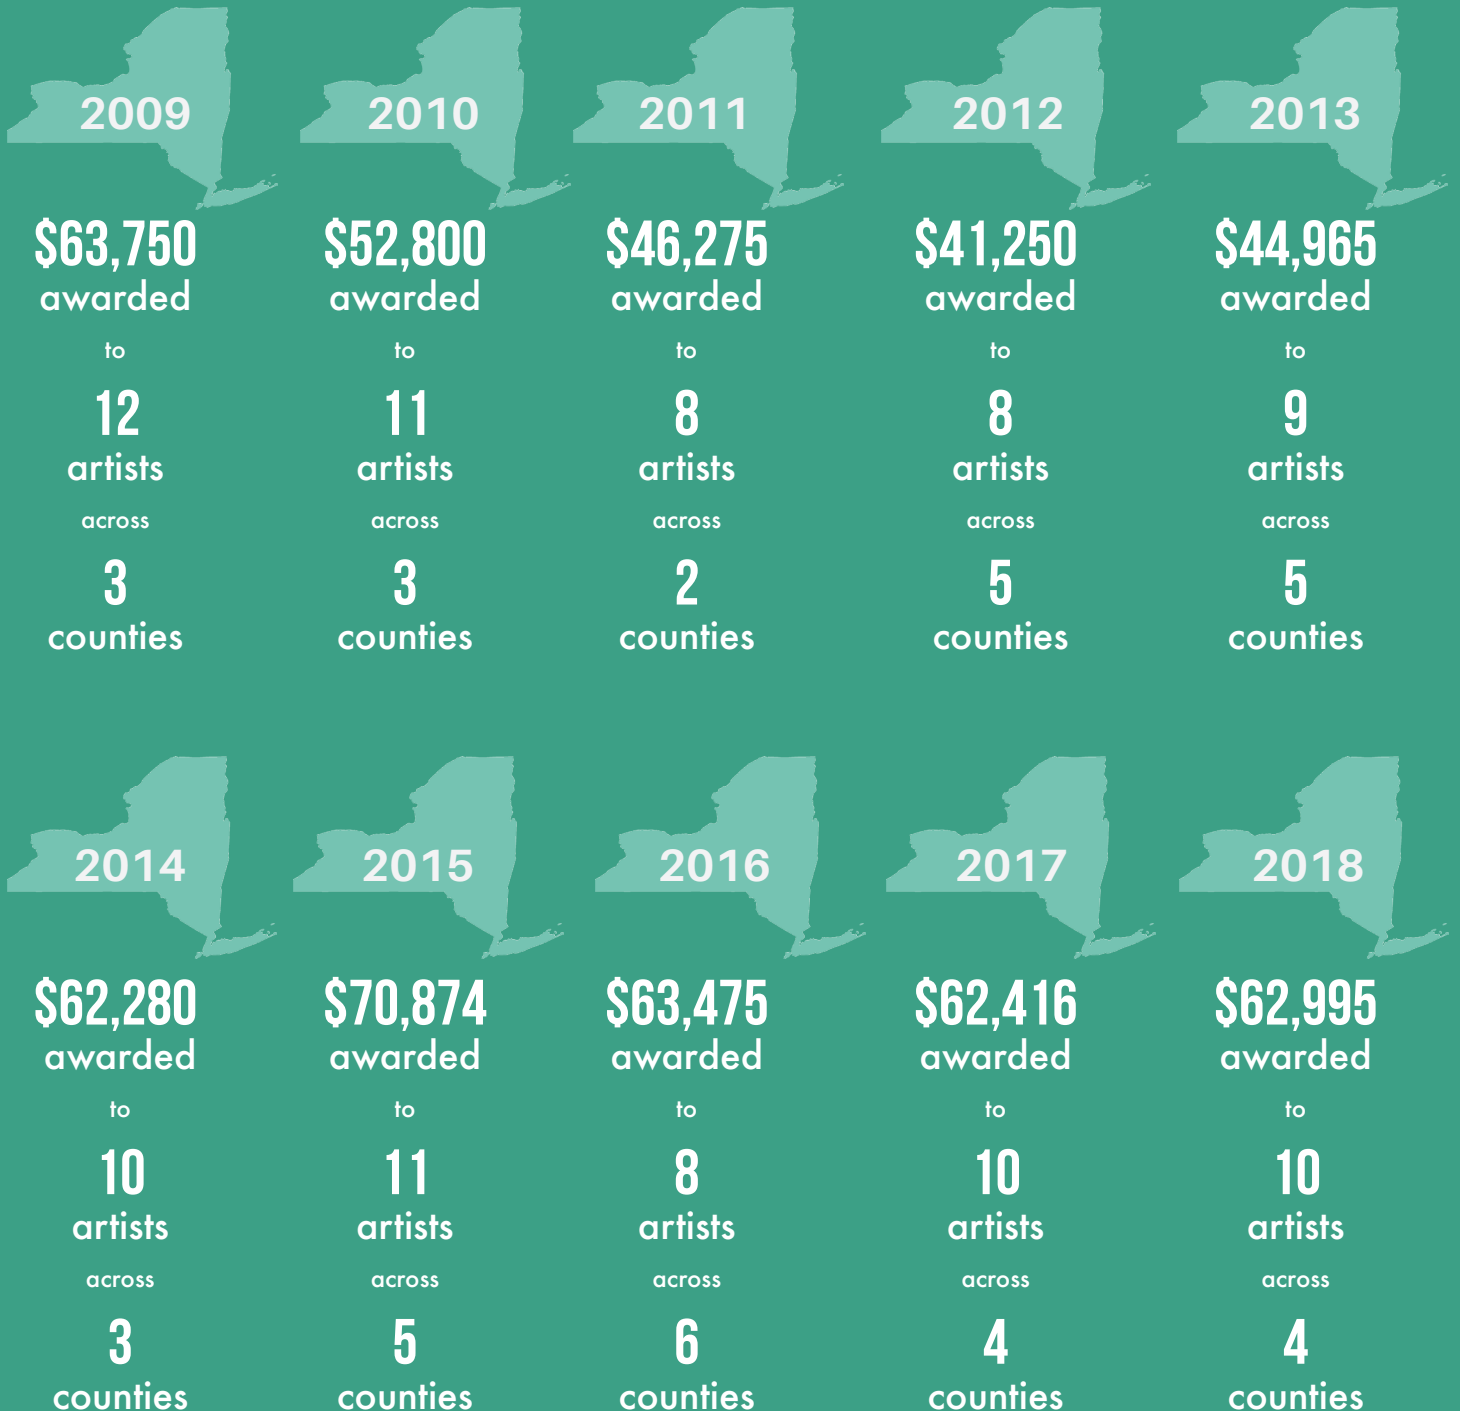 2009
$63,750
awarded
to
12
artists
across
3
counties
2010
$52,800
awarded
to
11
artists
across
3
counties
2011
$46,275
awarded
to
8
artists
across
2
counties
2012
$41,250
awarded
to
8
artists
across
5
counties
2013
$44,965
awarded
to
9
artists
across
5
counties
2014
$62,280
awarded
to
10
artists
across
3
counties
2015
$70,874
awarded
to
11
artists
across
5
counties
2016
$63,475
awarded
to
8
artists
across
6
counties
2017
$62,416
awarded
to
10
artists
across
4
counties
2018
$62,995
awarded
to
10
artists
across
4
counties